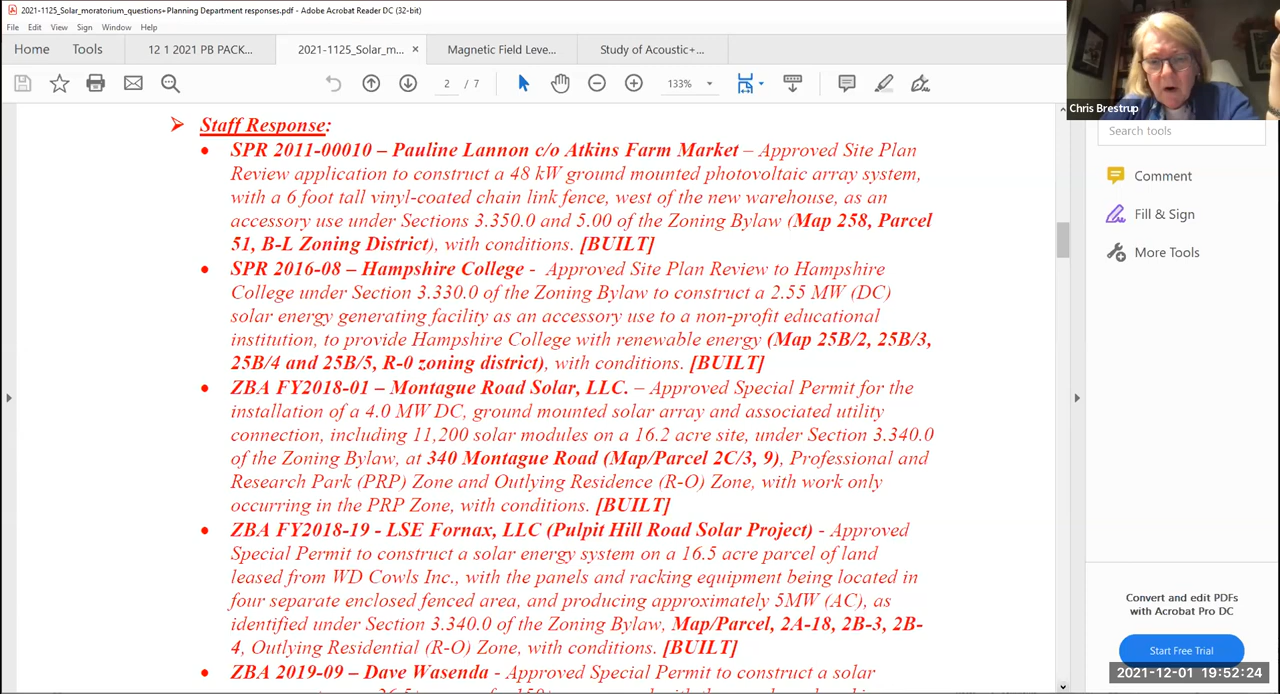 2021-1125_Solar_moratorium_questions+Planning Department responses.pdf - Adobe Acrobat Reader DC (32-bit)
File Edit View Sign Window Help
Home Tools 12 1 2021 PB PACK... 2021-1125_Solar_m... × Magnetic Field Leve... Study of Acoustic+...
2 / 7 133%
Chris Brestrup
Search tools
Comment
Fill & Sign
More Tools
Staff Response:
• SPR 2011-00010 – Pauline Lannon c/o Atkins Farm Market – Approved Site Plan
Review application to construct a 48 kW ground mounted photovoltaic array system,
with a 6 foot tall vinyl-coated chain link fence, west of the new warehouse, as an
accessory use under Sections 3.350.0 and 5.00 of the Zoning Bylaw (Map 258, Parcel
51, B-L Zoning District), with conditions. [BUILT]
• SPR 2016-08 – Hampshire College - Approved Site Plan Review to Hampshire
College under Section 3.330.0 of the Zoning Bylaw to construct a 2.55 MW (DC)
solar energy generating facility as an accessory use to a non-profit educational
institution, to provide Hampshire College with renewable energy (Map 25B/2, 25B/3,
25B/4 and 25B/5, R-0 zoning district), with conditions. [BUILT]
• ZBA FY2018-01 – Montague Road Solar, LLC. – Approved Special Permit for the
installation of a 4.0 MW DC, ground mounted solar array and associated utility
connection, including 11,200 solar modules on a 16.2 acre site, under Section 3.340.0
of the Zoning Bylaw, at 340 Montague Road (Map/Parcel 2C/3, 9), Professional and
Research Park (PRP) Zone and Outlying Residence (R-O) Zone, with work only
occurring in the PRP Zone, with conditions. [BUILT]
• ZBA FY2018-19 - LSE Fornax, LLC (Pulpit Hill Road Solar Project) - Approved
Special Permit to construct a solar energy system on a 16.5 acre parcel of land
leased from WD Cowls Inc., with the panels and racking equipment being located in
four separate enclosed fenced area, and producing approximately 5MW (AC), as
identified under Section 3.340.0 of the Zoning Bylaw, Map/Parcel, 2A-18, 2B-3, 2B-
4, Outlying Residential (R-O) Zone, with conditions. [BUILT]
• ZBA 2019-09 – Dave Wasenda - Approved Special Permit to construct a solar
Convert and edit PDFs
with Acrobat Pro DC
Start Free Trial
2021-12-01 19:52:24